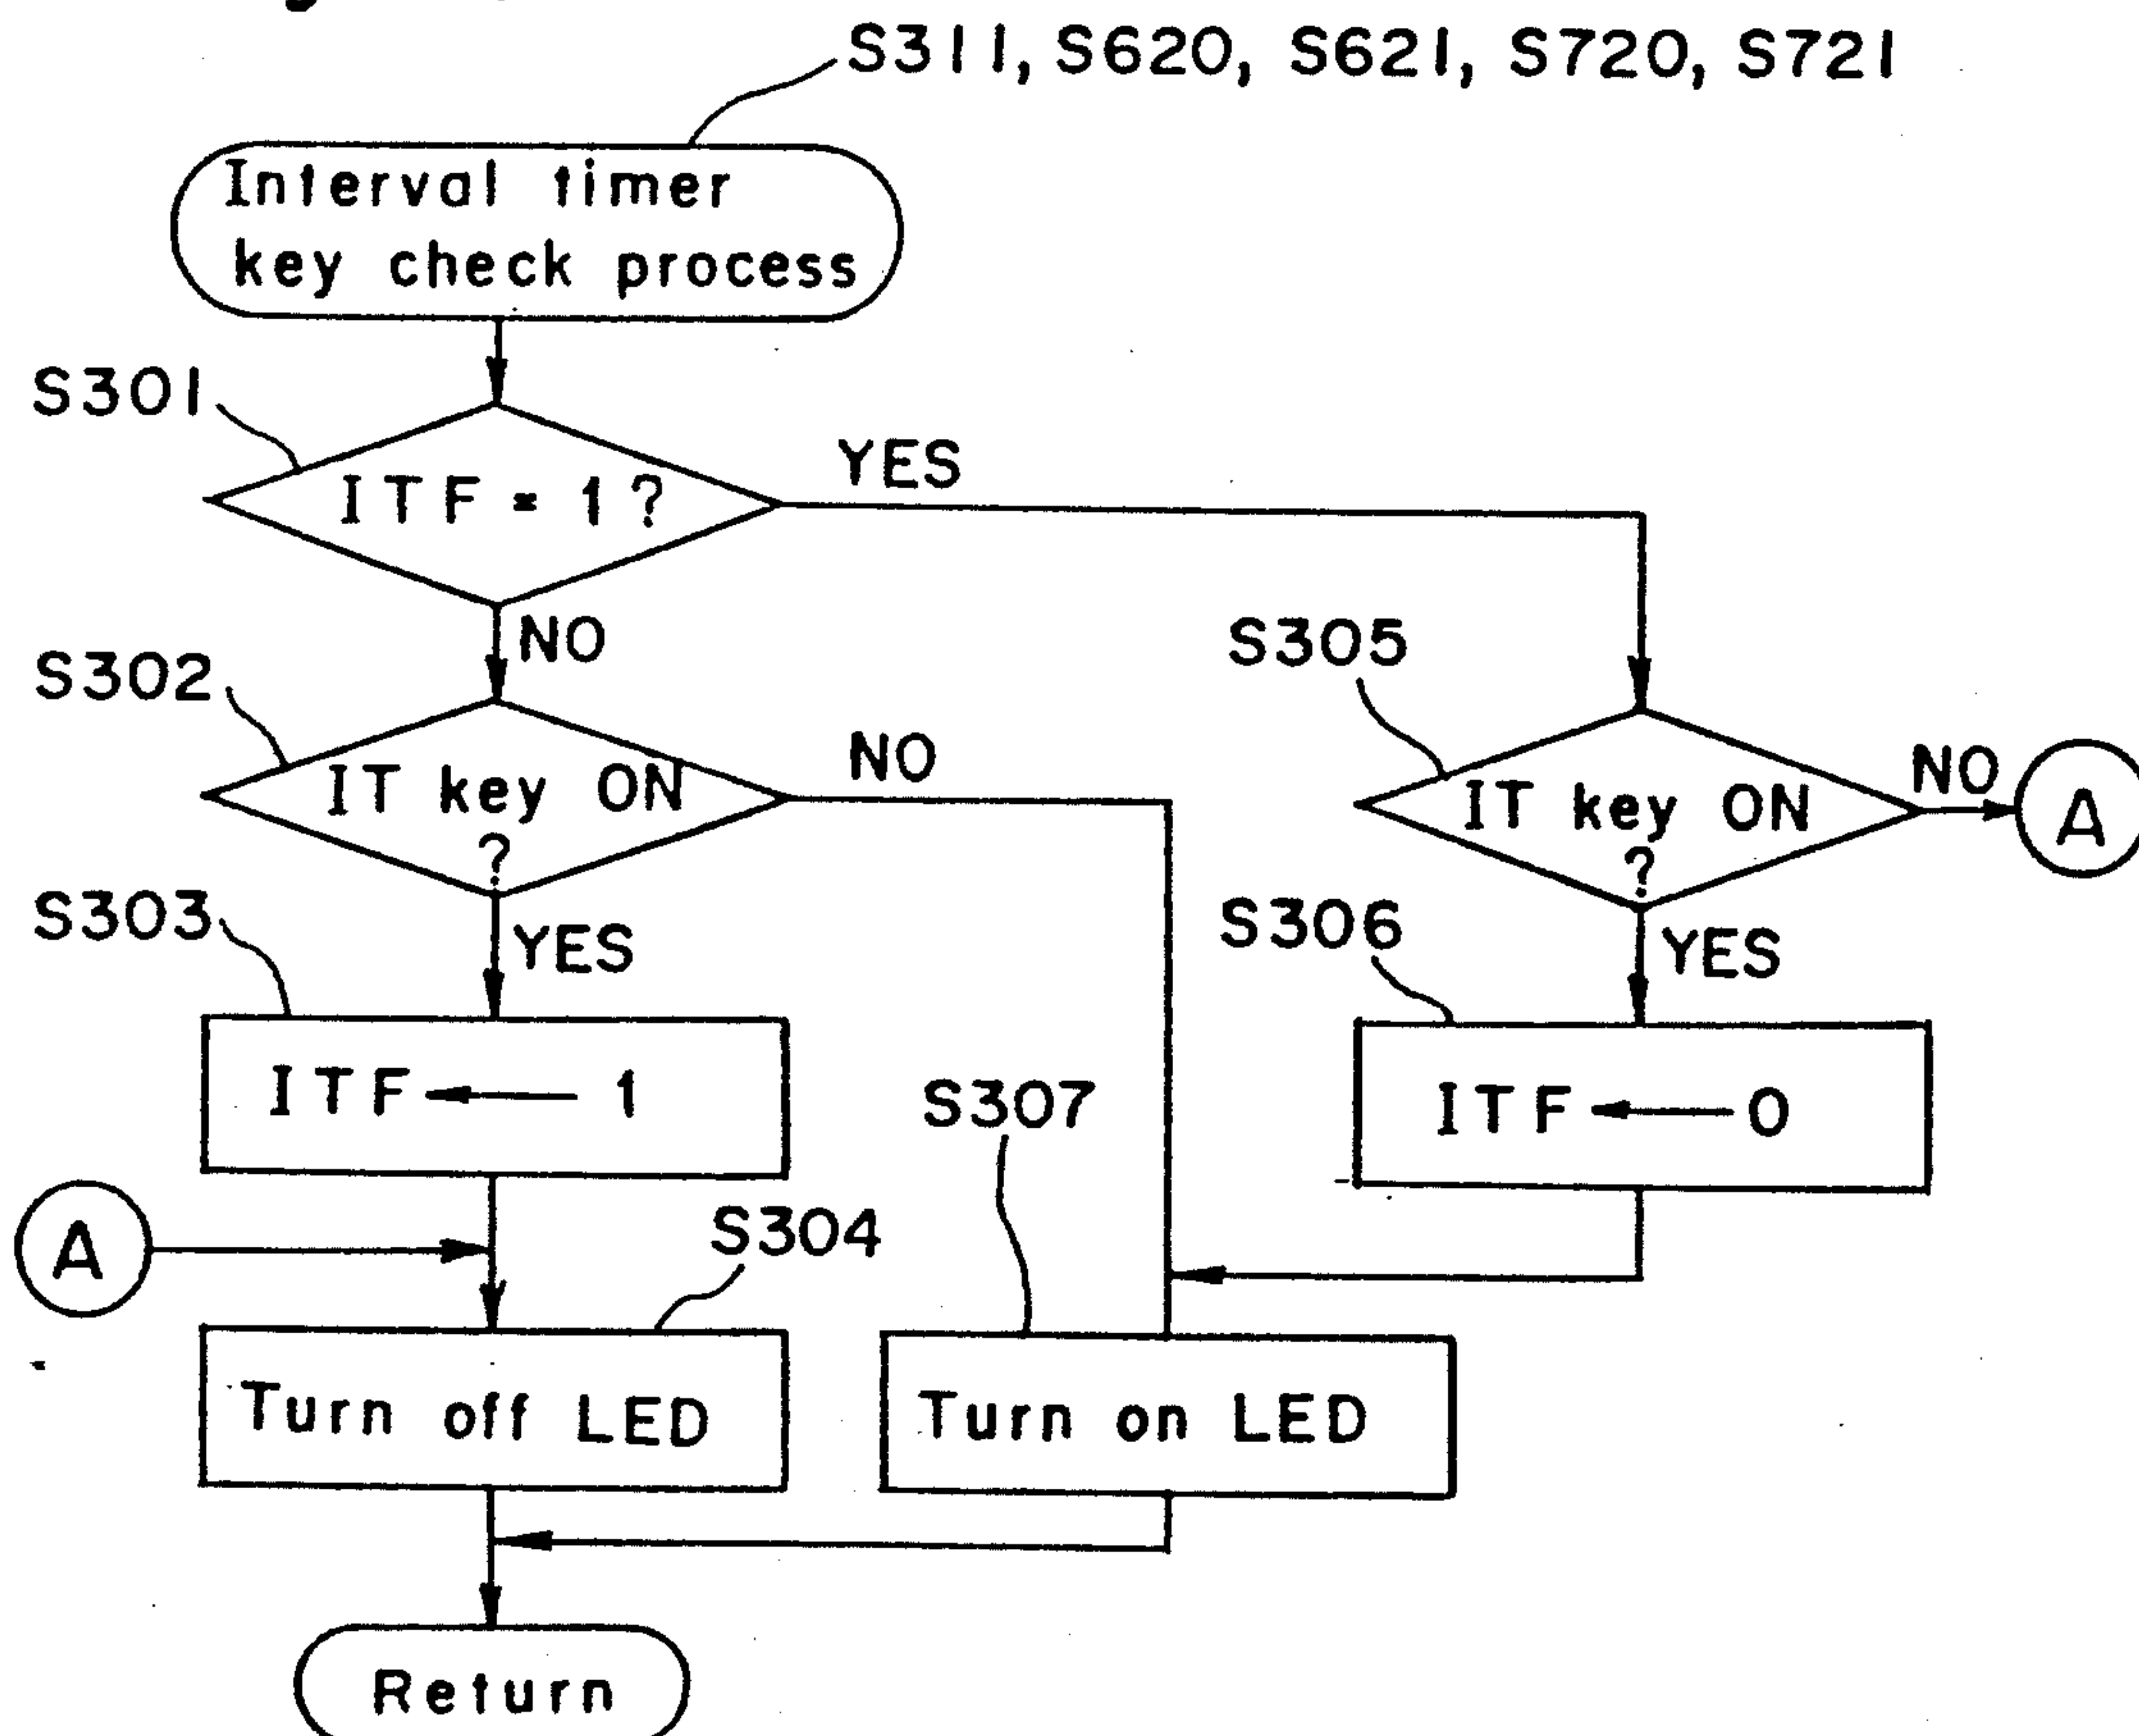 S311, S620, S621, S720, S721
Interval timer
key check process
S301
ITF = 1?
YES
NO
S302
IT key ON
?
NO
S305
IT key ON
?
NO
A
YES
S303
YES
S306
ITF ← 1
ITF ← 0
S307
A
S304
Turn off LED
Turn on LED
Return